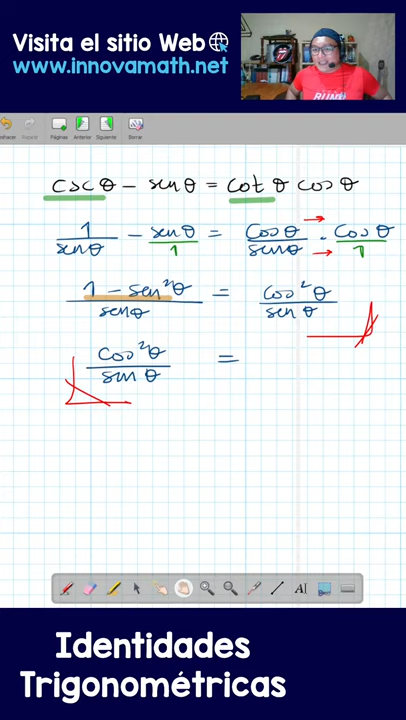 Visita el sitio Web
www.innovamath.net
Páginas Anterior Siguiente Borrar
csc θ − sen θ = cot θ cos θ
1/sen θ − sen θ/1 = cos θ/sen θ · cos θ/1
1 − sen²θ/sen θ = cos²θ/sen θ
cos²θ/sen θ =
AI
Identidades
Trigonométricas